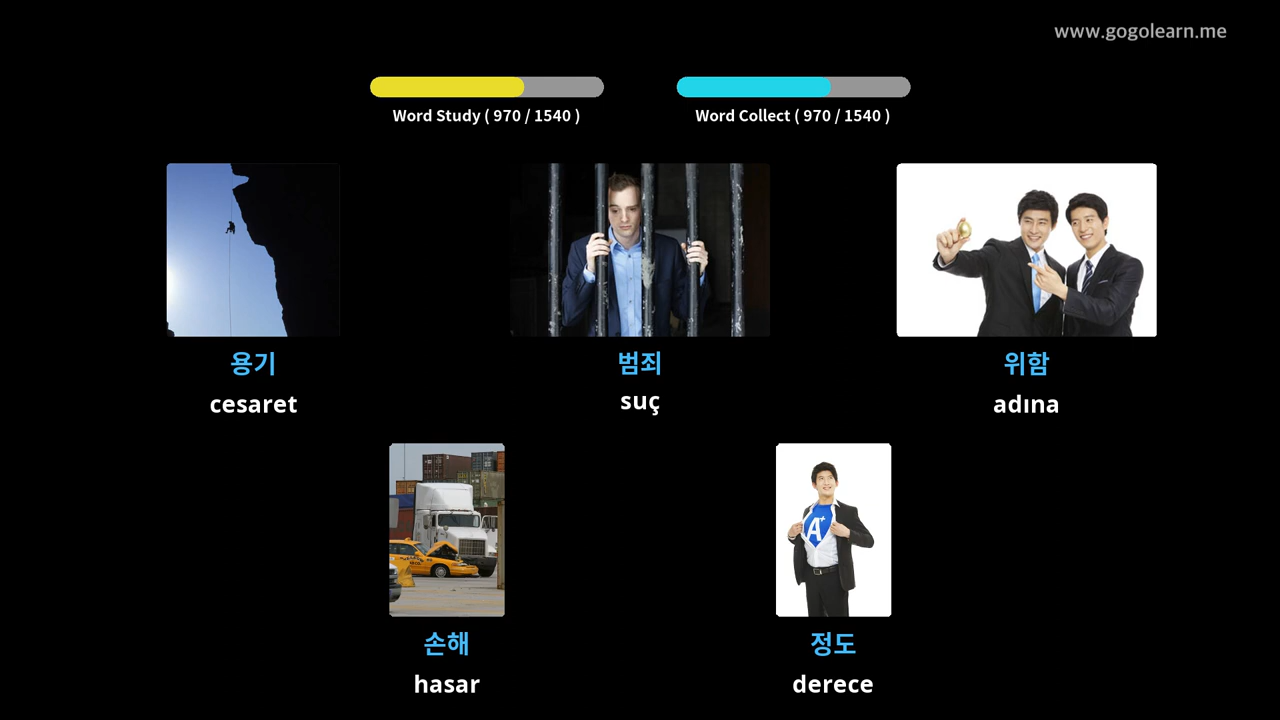 www.gogolearn.me
Word Study ( 970 / 1540 )
Word Collect ( 970 / 1540 )
용기
cesaret
범죄
suç
위함
adına
A+
손해
hasar
정도
derece